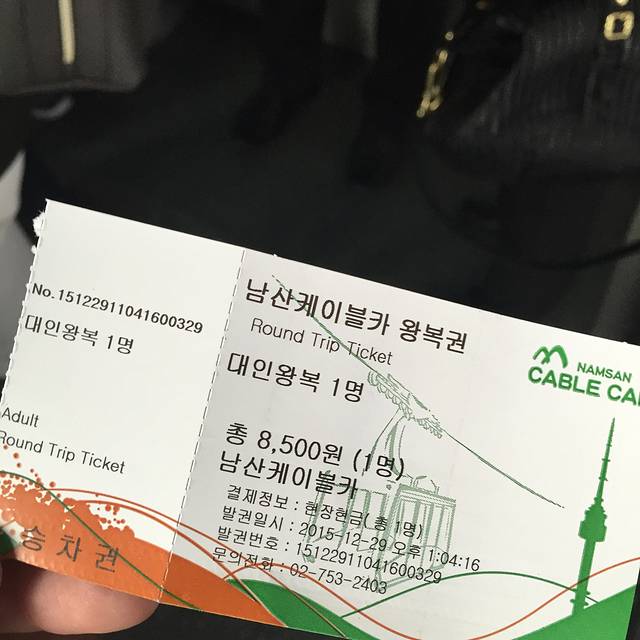 No.15122911041600329
대인왕복 1명
Adult
Round Trip Ticket
승차권
남산케이블카 왕복권
Round Trip Ticket
대인왕복 1명
총 8,500원 (1명)
남산케이블카
결제정보 : 현장현금(총 1명)
발권일시 : 2015-12-29 오후 1:04:16
발권번호 : 15122911041600329
문의전화 : 02-753-2403
NAMSAN
CABLE CA